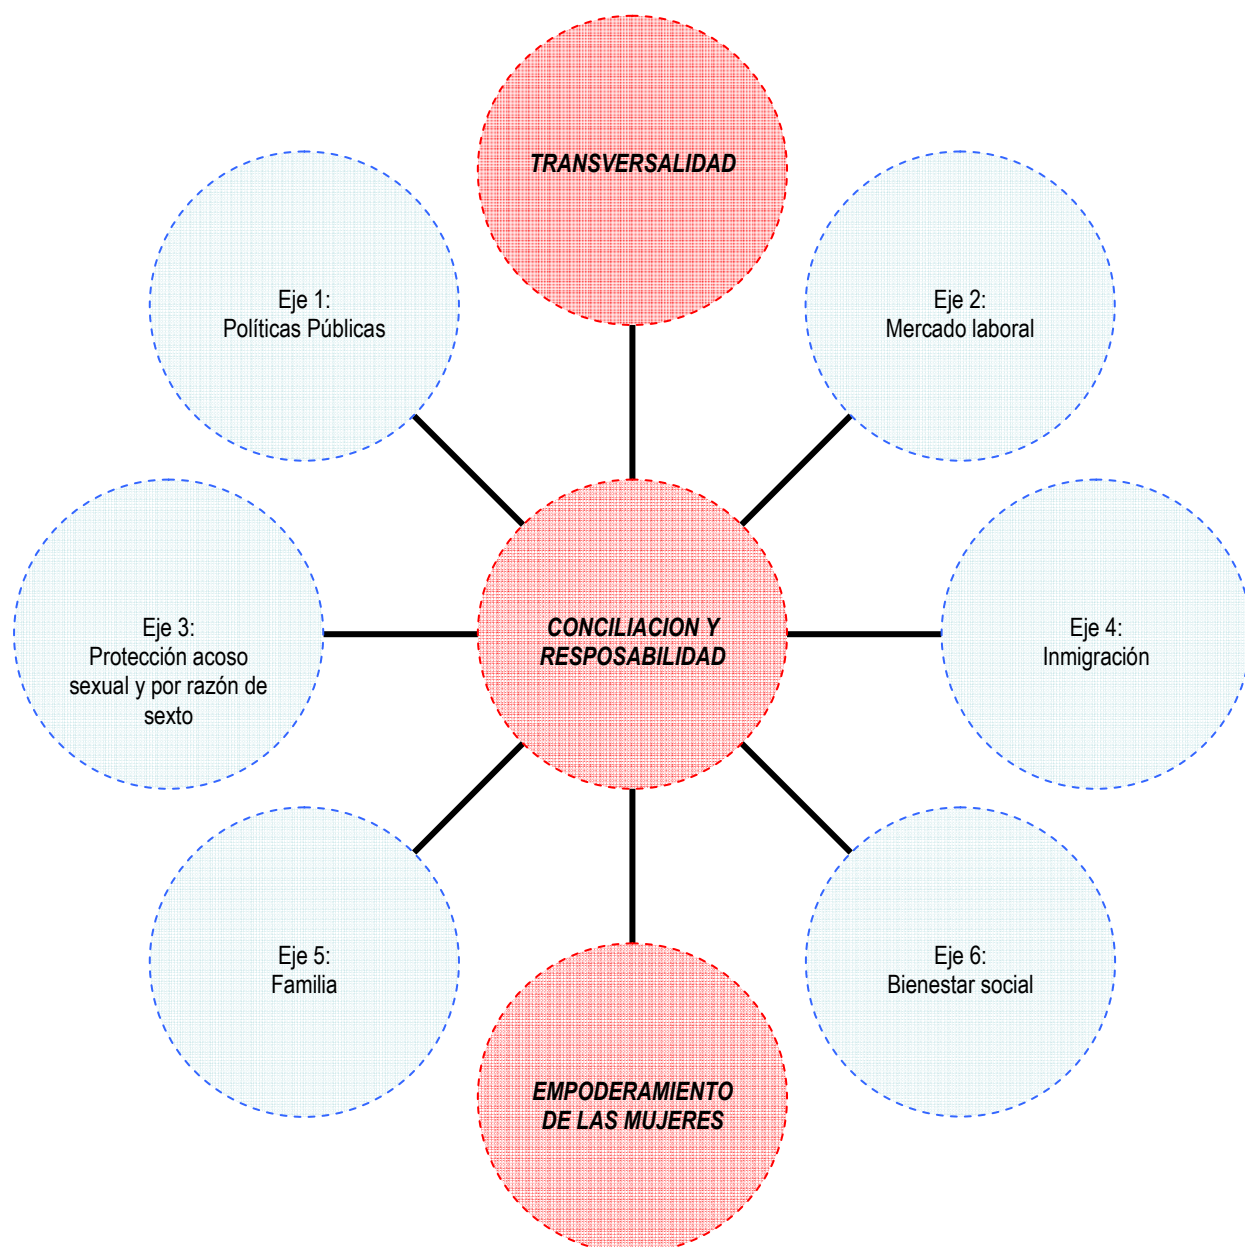 TRANSVERSALIDAD
Eje 1:
Políticas Públicas
Eje 2:
Mercado laboral
Eje 3:
Protección acoso
sexual y por razón de
sexto
CONCILIACION Y
RESPOSABILIDAD
Eje 4:
Inmigración
Eje 5:
Familia
Eje 6:
Bienestar social
EMPODERAMIENTO
DE LAS MUJERES